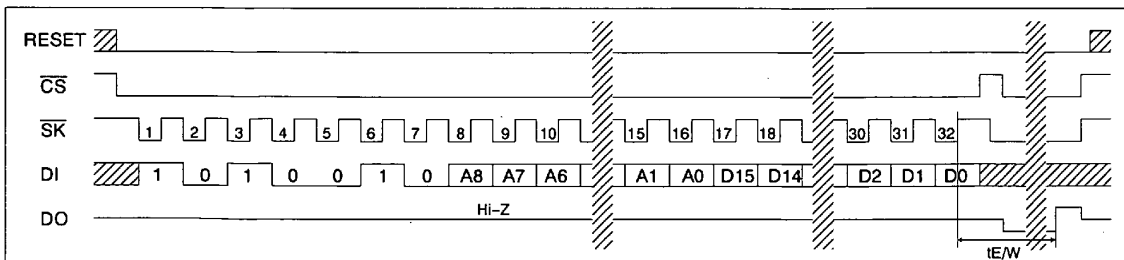 RESET
CS
SK 1 2 3 4 5 6 7 8 9 10 15 16 17 18 30 31 32
DI 1 0 1 0 0 1 0 A8 A7 A6 A1 A0 D15 D14 D2 D1 D0
Hi-Z
DO
tE/W